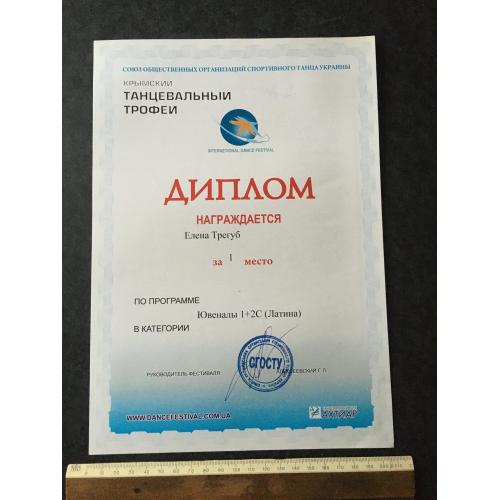 СОЮЗ ОБЩЕСТВЕННЫХ ОРГАНИЗАЦИЙ СПОРТИВНОГО ТАНЦА УКРАИНЫ
КРЫМСКИЙ
ТАНЦЕВАЛЬНЫЙ
ТРОФЕЙ
INTERNATIONAL DANCE FESTIVAL
ДИПЛОМ
НАГРАЖДАЕТСЯ
Елена Трегуб
за 1 место
ПО ПРОГРАММЕ
Ювеналы 1+2С (Латина)
В КАТЕГОРИИ
РУКОВОДИТЕЛЬ ФЕСТИВАЛЯ
СГОСТУ
WWW.DANCEFESTIVAL.COM.UA
АХТИАР